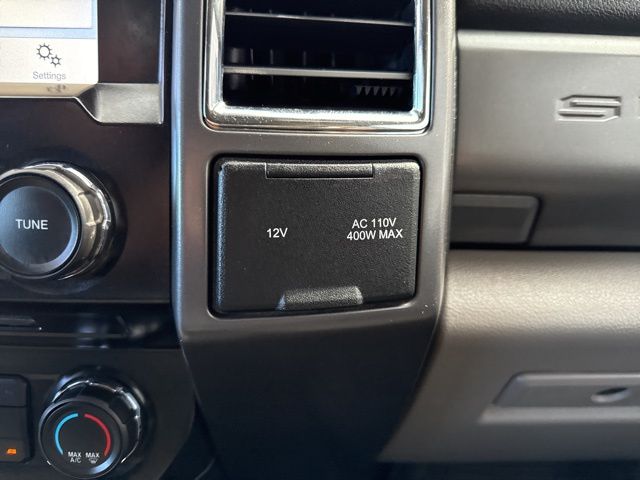 Settings
TUNE
12V
AC 110V
400W MAX
S
MAX
A/C
MAX